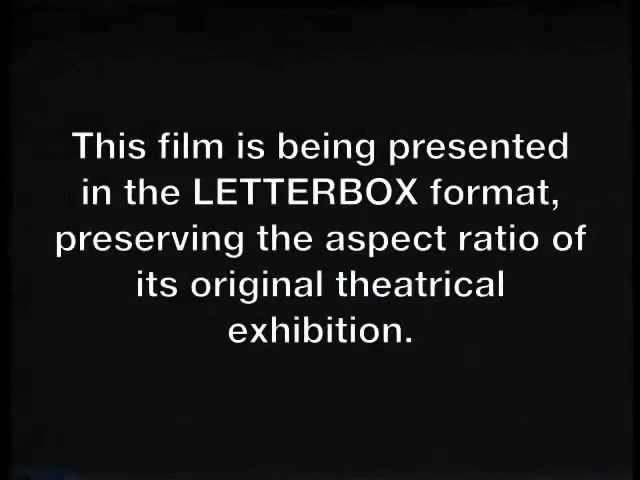 This film is being presented
in the LETTERBOX format,
preserving the aspect ratio of
its original theatrical
exhibition.